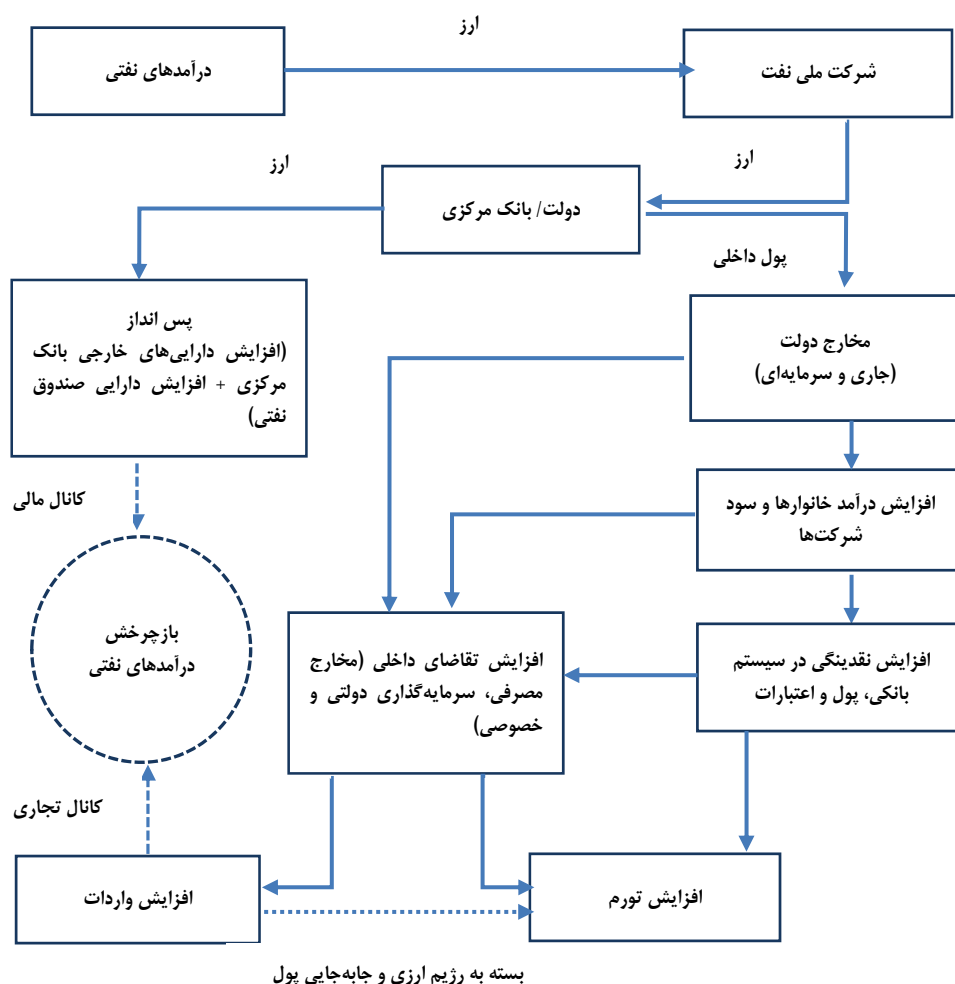 ارز
درآمدهای نفتی
شرکت ملی نفت
ارز
ارز
دولت/ بانک مرکزی
پول داخلی
پس انداز
(افزایش دارایی‌های خارجی بانک
مرکزی + افزایش دارایی صندوق
نفتی)
مخارج دولت
(جاری و سرمایه‌ای)
کانال مالی
افزایش درآمد خانوارها و سود
شرکت‌ها
بازچرخش
درآمدهای نفتی
افزایش تقاضای داخلی (مخارج
مصرفی، سرمایه‌گذاری دولتی و
خصوصی)
افزایش نقدینگی در سیستم
بانکی، پول و اعتبارات
کانال تجاری
افزایش واردات
افزایش تورم
بسته به رژیم ارزی و جابه‌جایی پول